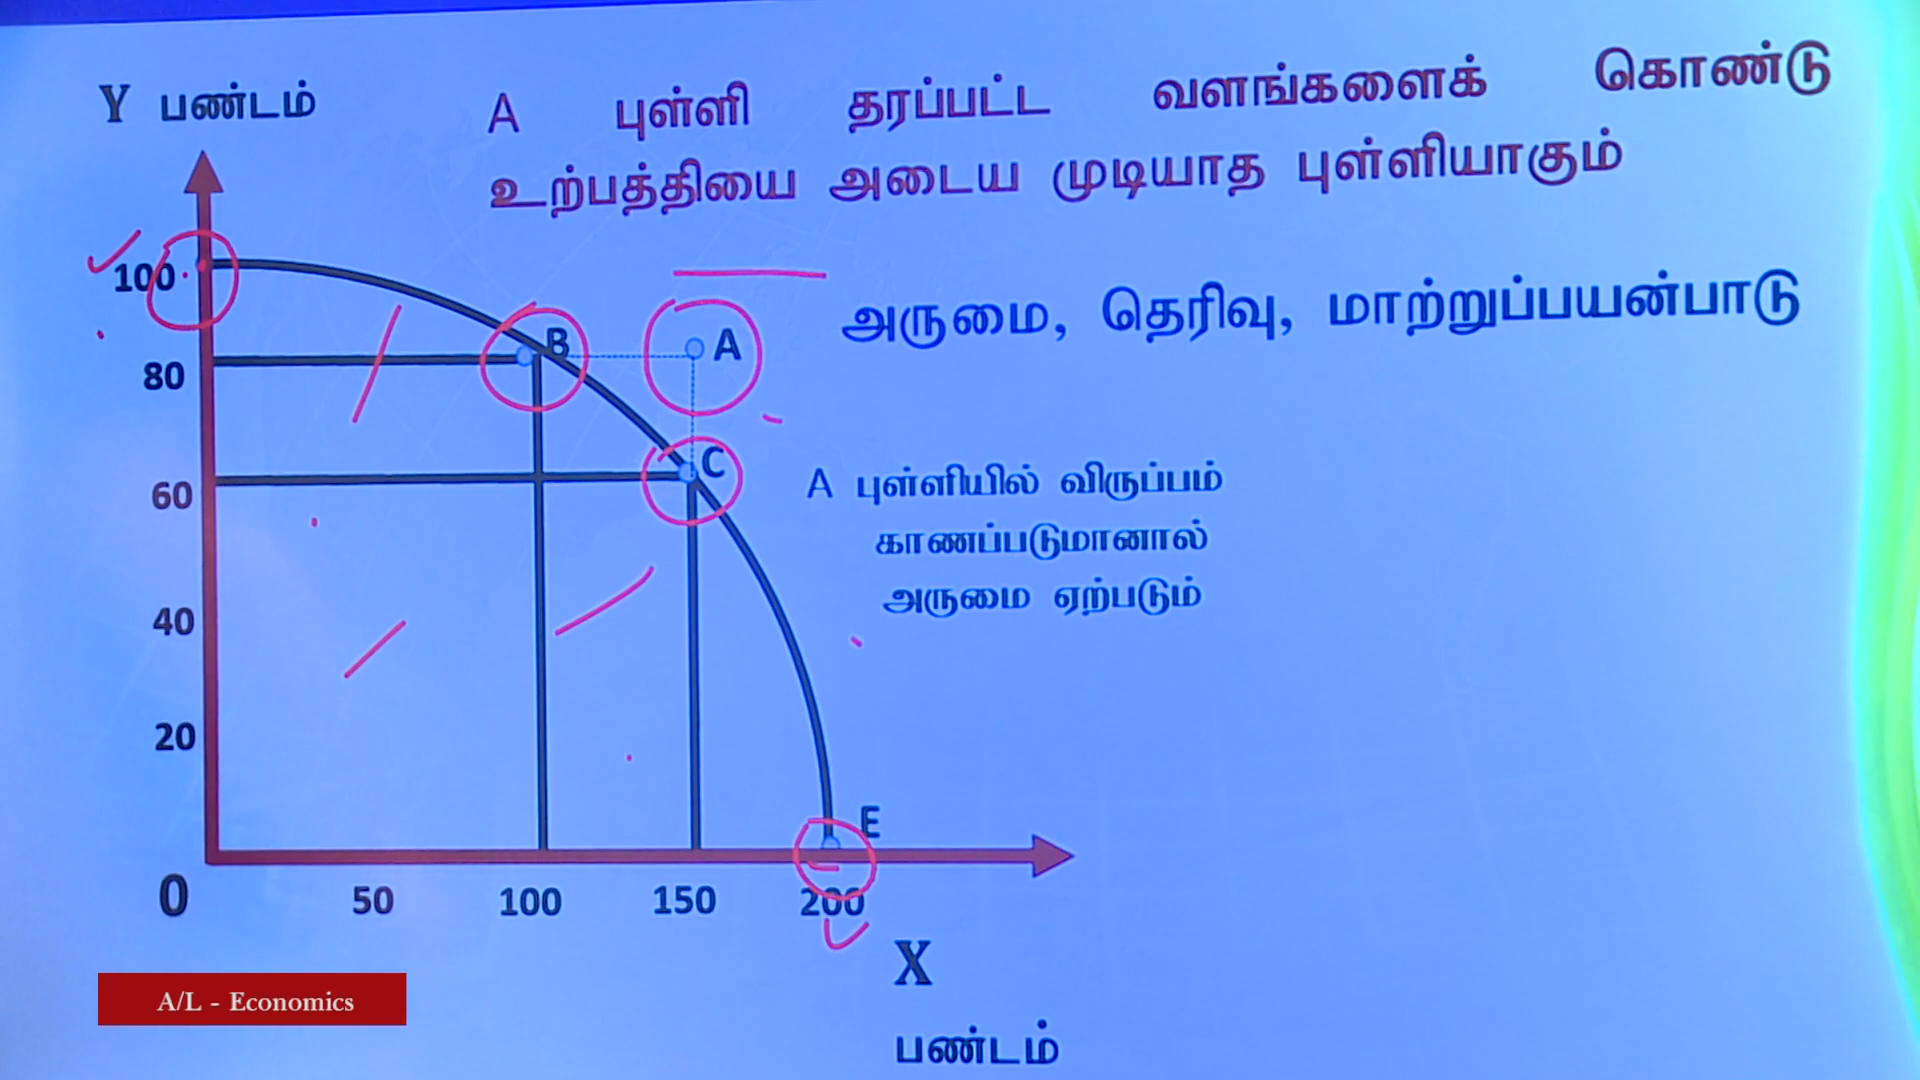 Y பண்டம்
A புள்ளி தரப்பட்ட வளங்களைக் கொண்டு
உற்பத்தியை அடைய முடியாத புள்ளியாகும்
அருமை, தெரிவு, மாற்றுப்பயன்பாடு
100
B
A
80
C
60
A புள்ளியில் விருப்பம்
காணப்படுமானால்
அருமை ஏற்படும்
40
20
E
0
50
100
150
200
X
பண்டம்
A/L - Economics